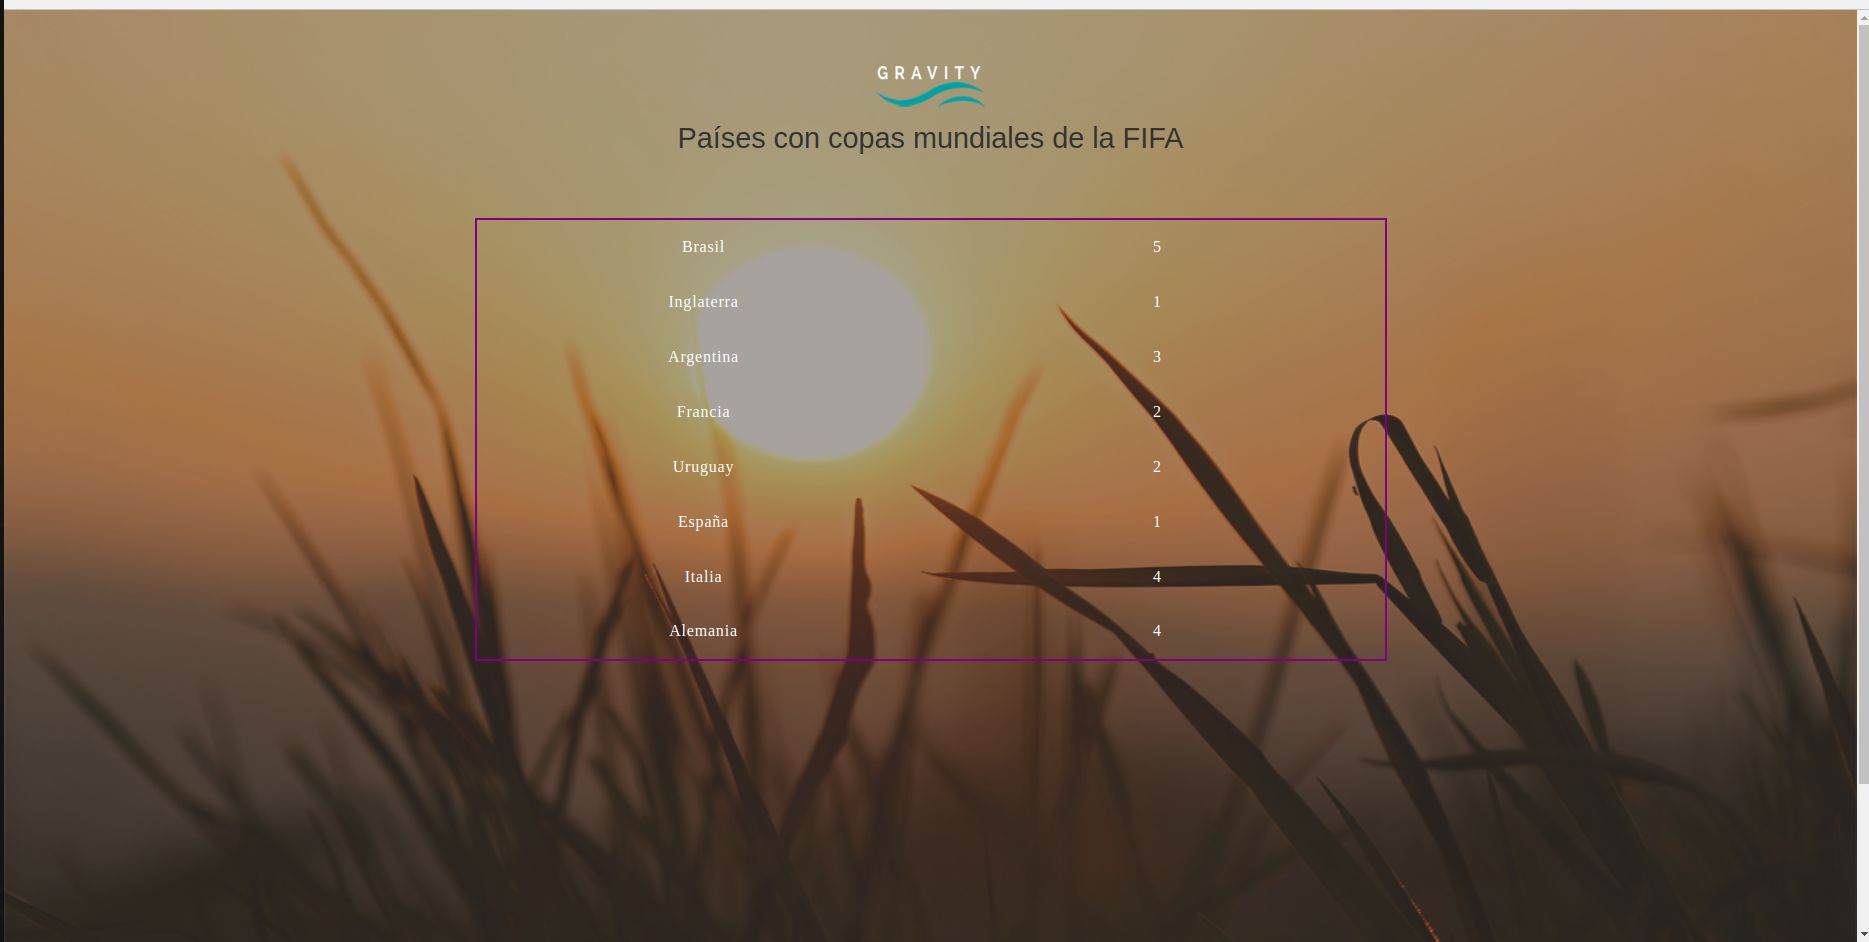 GRAVITY
Países con copas mundiales de la FIFA
Brasil 5
Inglaterra 1
Argentina 3
Francia 2
Uruguay 2
España 1
Italia 4
Alemania 4